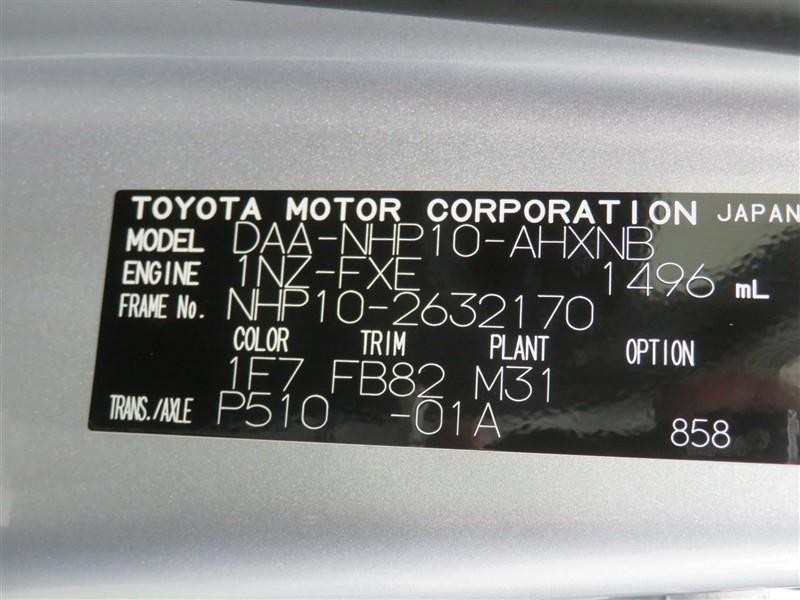 TOYOTA MOTOR CORPORATION JAPAN
MODEL DAA-NHP10-AHXNB
ENGINE 1NZ-FXE 1496 mL
FRAME No. NHP10-2632170
COLOR TRIM PLANT OPTION
1F7 FB82 M31
TRANS./AXLE P510 -01A 858